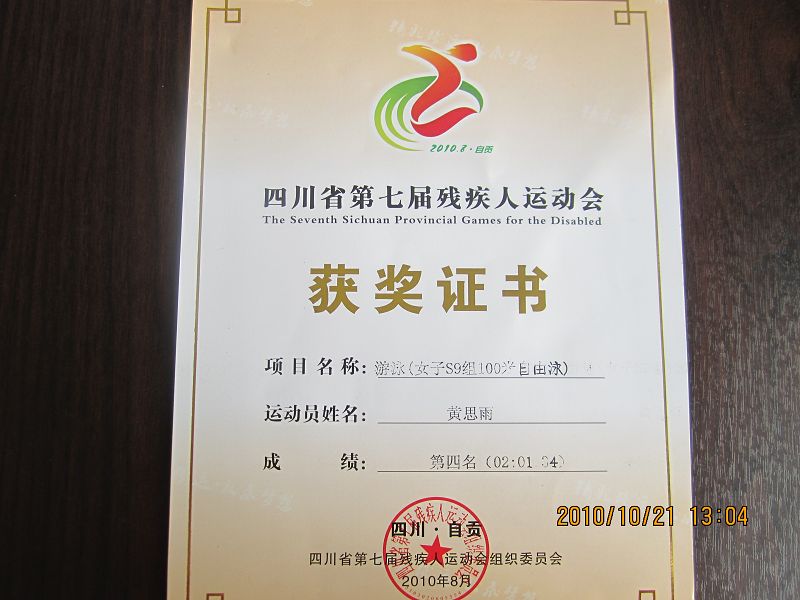 2010.8·自贡
四川省第七届残疾人运动会
The Seventh Sichuan Provincial Games for the Disabled
获奖证书
项目名称：游泳(女子S9组100米自由泳)
运动员姓名：黄思雨
成绩：第四名（02:01.34）
四川·自贡
四川省第七届残疾人运动会组织委员会
2010年8月
2010/10/21 13:04